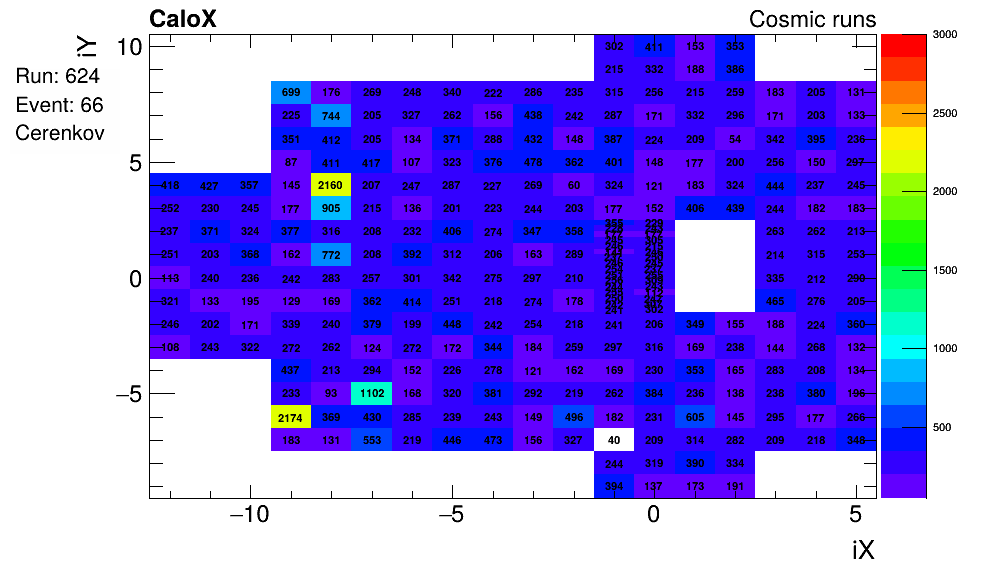 CaloX Cosmic runs
iY
Run: 624
Event: 66
Cerenkov
10 302 411 153 353 3000
215 332 188 386
699 176 269 246 340 222 286 235 315 256 215 259 183 205 131
225 744 205 327 262 156 438 242 287 171 332 296 171 203 133 2500
351 412 205 134 371 288 432 148 387 224 209 54 342 395 236
5 67 411 417 107 323 376 478 362 401 148 177 200 256 150 297
418 427 357 145 2160 207 247 287 227 269 60 324 121 183 324 444 237 245 2000
252 230 245 177 905 215 136 201 223 244 203 177 152 406 439 244 182 183
237 371 324 377 316 208 232 406 274 347 358 263 262 213
251 203 368 162 772 208 392 312 206 163 289 214 315 253 1500
0 113 240 236 242 283 257 301 342 275 297 210 335 212 290
321 133 195 129 169 362 414 251 218 274 178 465 276 205
246 202 171 339 240 379 199 448 242 254 218 241 206 349 155 188 224 360
108 243 322 272 262 124 272 172 344 184 259 297 316 169 238 144 268 132 1000
437 213 294 152 226 278 121 162 169 230 353 165 283 208 134
−5 233 93 1102 168 320 381 292 219 262 384 236 138 238 380 196
2174 369 430 285 239 243 149 496 182 231 605 145 295 177 266 500
183 131 553 219 446 473 156 327 40 209 314 282 209 218 348
244 319 390 334
394 137 173 191
−10 −5 0 5
iX